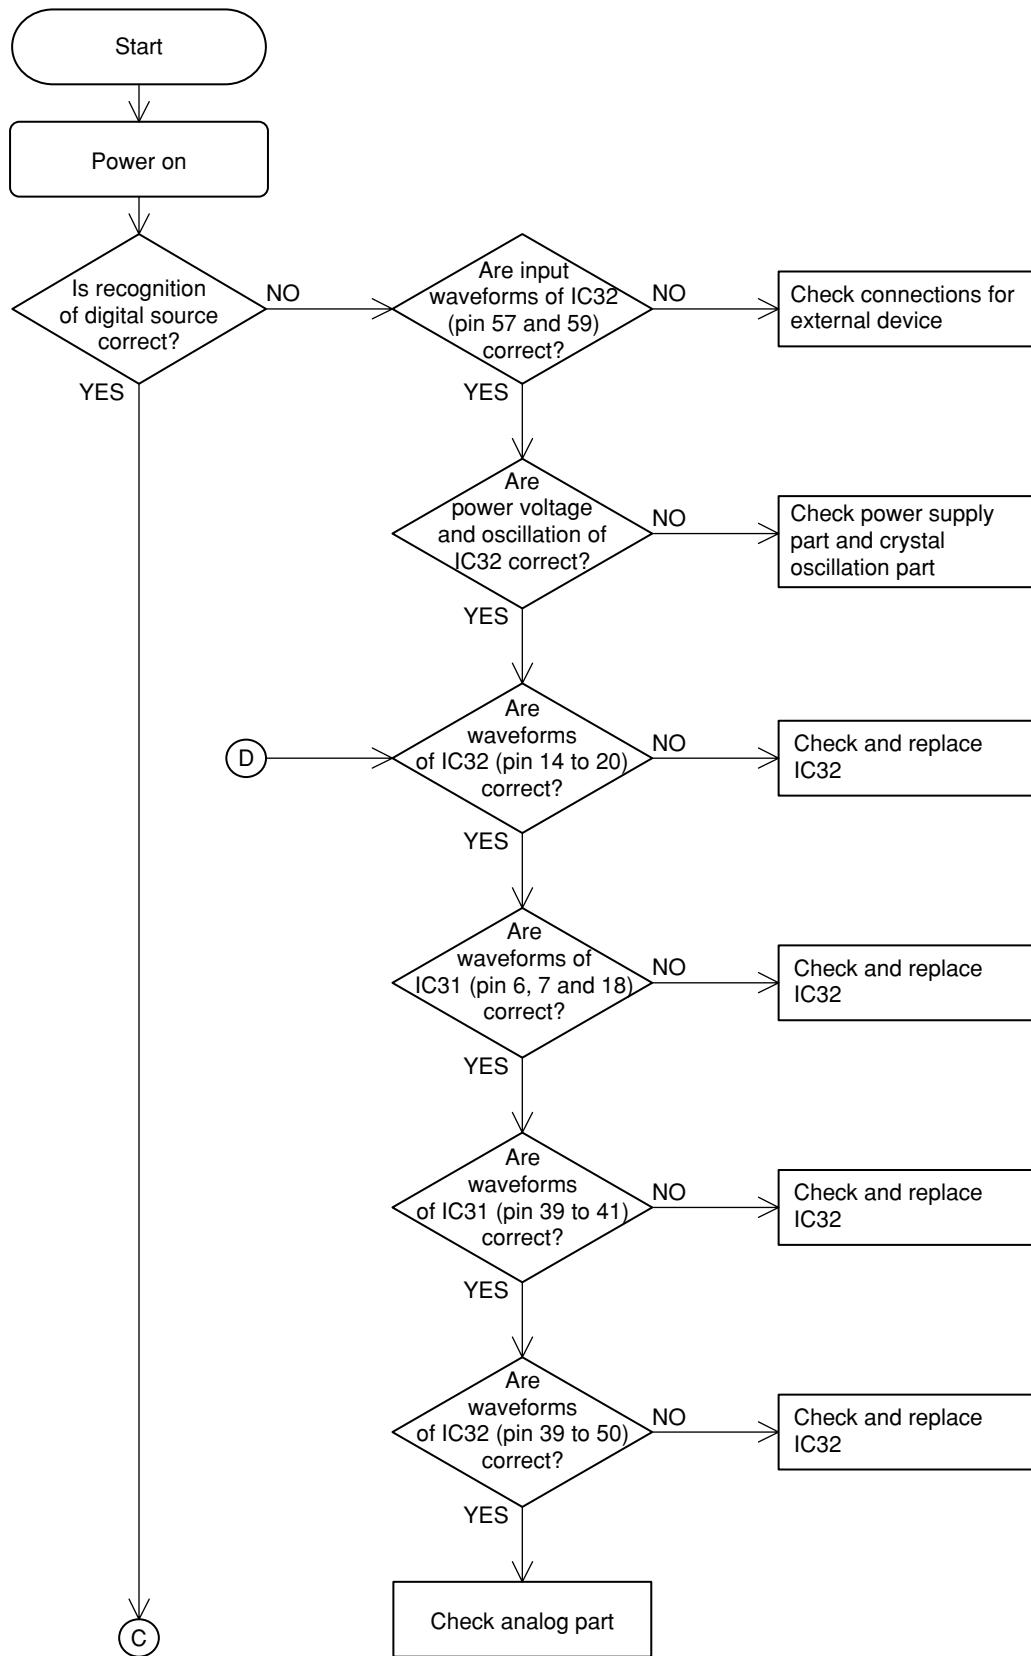 Start
Power on
Is recognition
of digital source
correct?
NO
YES
Are input
waveforms of IC32
(pin 57 and 59)
correct?
NO
YES
Check connections for
external device
Are
power voltage
and oscillation of
IC32 correct?
NO
YES
Check power supply
part and crystal
oscillation part
D
Are
waveforms
of IC32 (pin 14 to 20)
correct?
NO
YES
Check and replace
IC32
Are
waveforms of
IC31 (pin 6, 7 and 18)
correct?
NO
YES
Check and replace
IC32
Are
waveforms
of IC31 (pin 39 to 41)
correct?
NO
YES
Check and replace
IC32
Are
waveforms
of IC32 (pin 39 to 50)
correct?
NO
YES
Check and replace
IC32
Check analog part
C